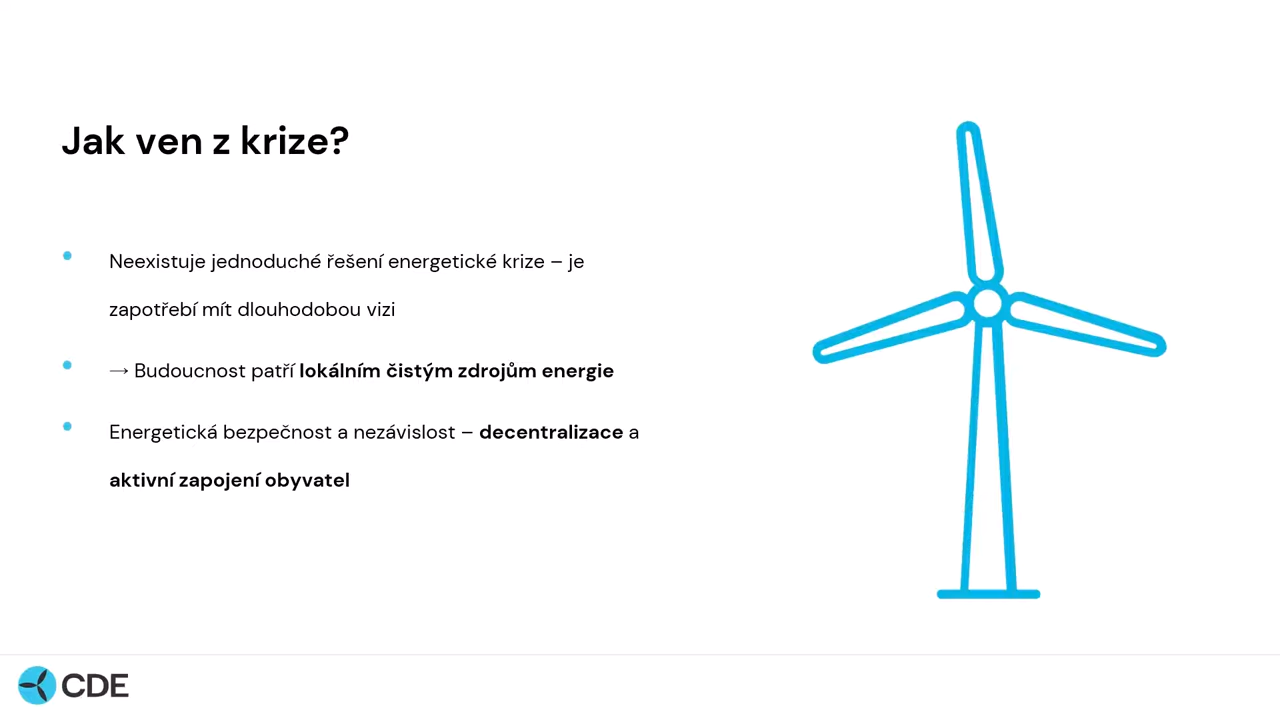 Jak ven z krize?
Neexistuje jednoduché řešení energetické krize – je
zapotřebí mít dlouhodobou vizi
→ Budoucnost patří lokálním čistým zdrojům energie
Energetická bezpečnost a nezávislost – decentralizace a
aktivní zapojení obyvatel
CDE